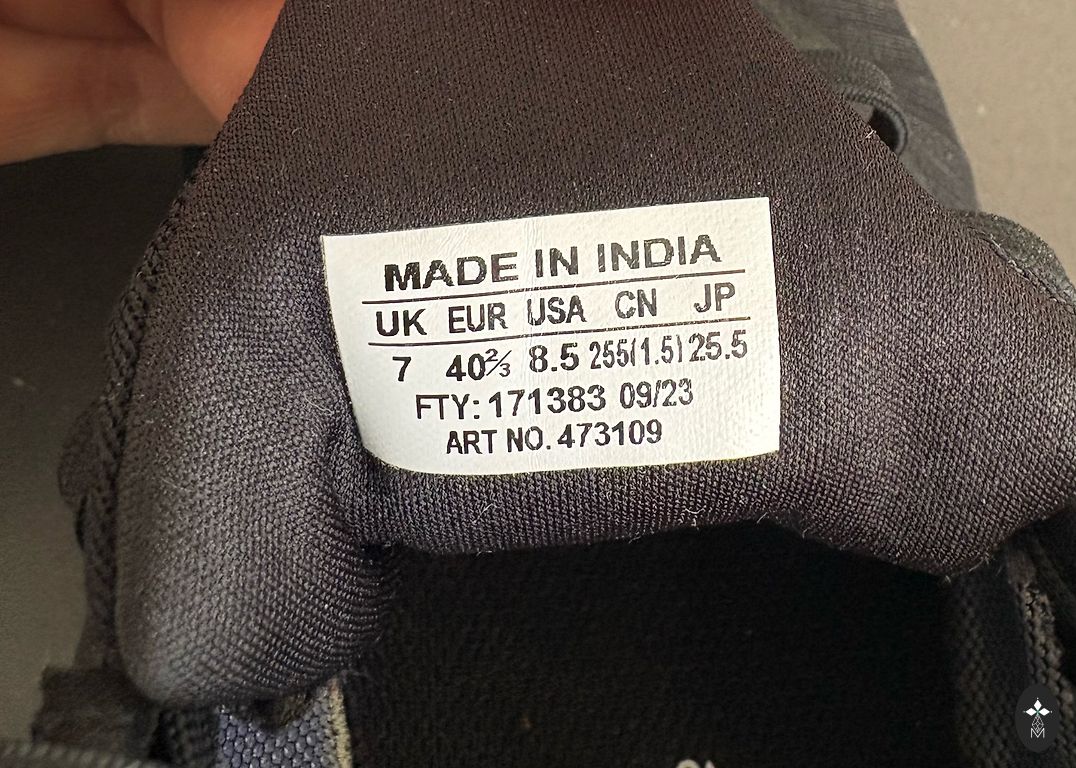 MADE IN INDIA
UK EUR USA CN JP
7 40⅔ 8.5 255(1.5) 25.5
FTY: 171383 09/23
ART NO. 473109
M